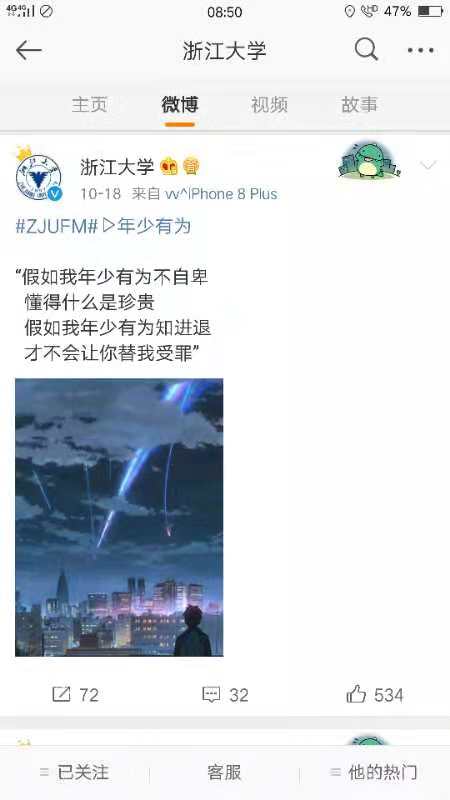 4G4G
08:50
HD
47%
浙江大学
主页
微博
视频
故事
浙江大学
10-18 来自 vv^iPhone 8 Plus
#ZJUFM#▷年少有为
“假如我年少有为不自卑
懂得什么是珍贵
假如我年少有为知进退
才不会让你替我受罪”
72
32
534
已关注
客服
他的热门